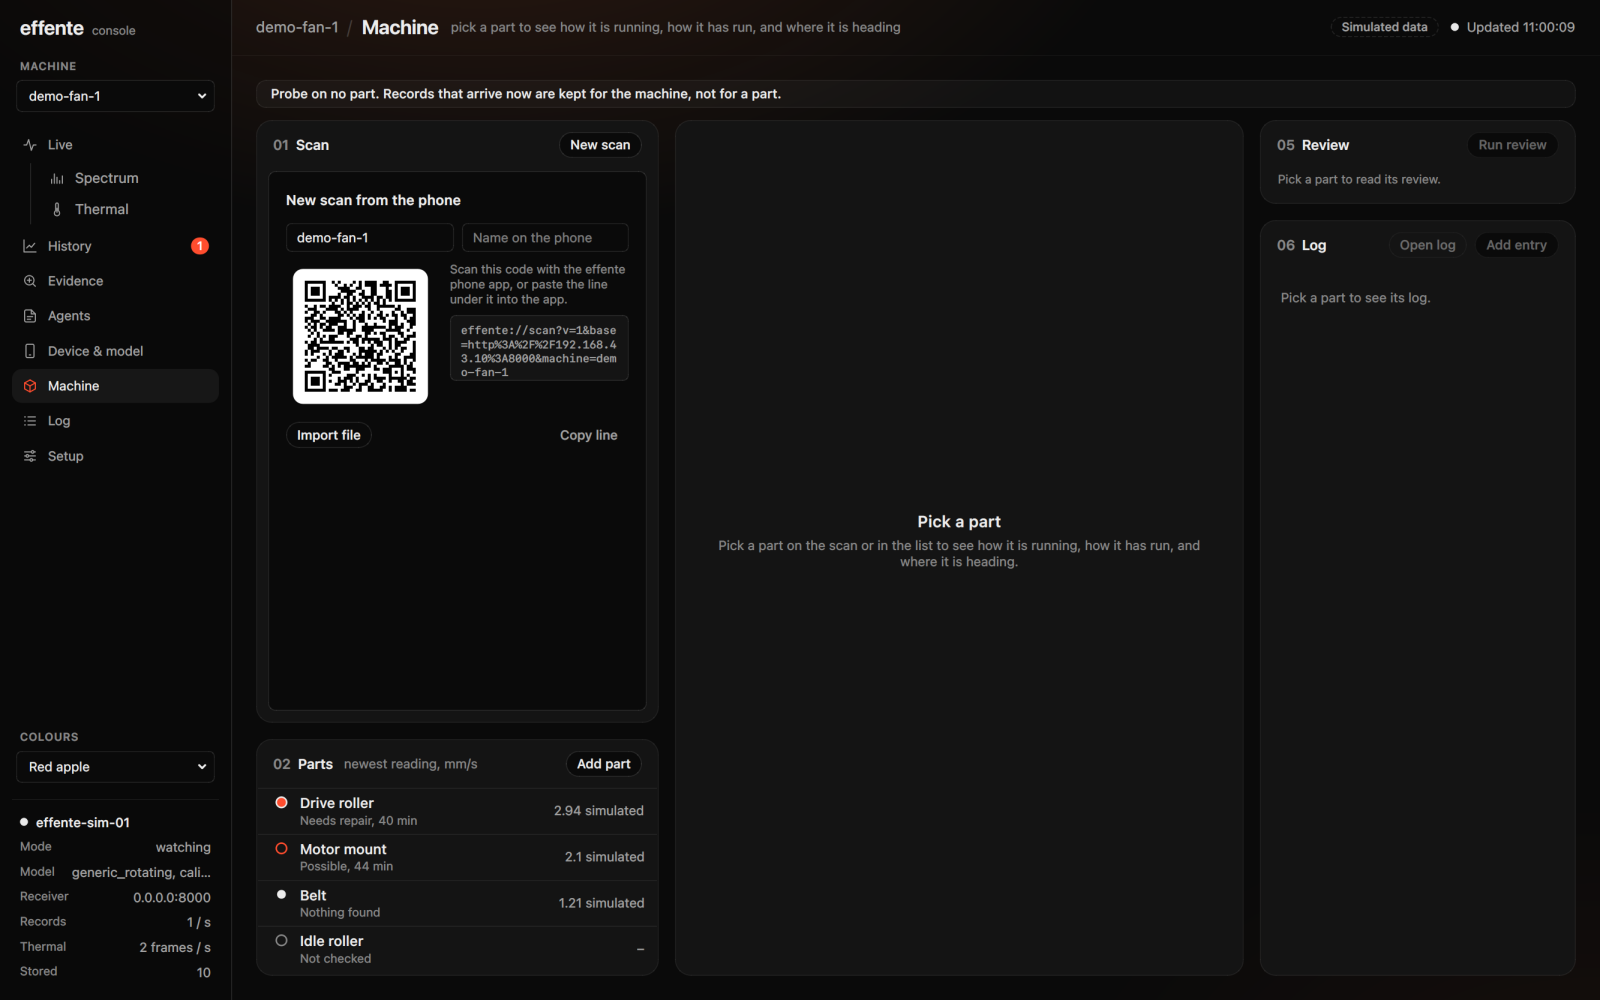 effente console
MACHINE
demo-fan-1
Live
Spectrum
Thermal
History 1
Evidence
Agents
Device & model
Machine
Log
Setup
COLOURS
Red apple
effente-sim-01
Mode watching
Model generic_rotating, cali...
Receiver 0.0.0.0:8000
Records 1 / s
Thermal 2 frames / s
Stored 10
demo-fan-1 / Machine pick a part to see how it is running, how it has run, and where it is heading
Simulated data Updated 11:00:09
Probe on no part. Records that arrive now are kept for the machine, not for a part.
01 Scan New scan
New scan from the phone
demo-fan-1 Name on the phone
Scan this code with the effente
phone app, or paste the line
under it into the app.
effente://scan?v=1&base
=http%3A%2F%2F192.168.4
3.10%3A8000&machine=dem
o-fan-1
Import file Copy line
02 Parts newest reading, mm/s Add part
Drive roller 2.94 simulated
Needs repair, 40 min
Motor mount 2.1 simulated
Possible, 44 min
Belt 1.21 simulated
Nothing found
Idle roller –
Not checked
Pick a part
Pick a part on the scan or in the list to see how it is running, how it has run, and
where it is heading.
05 Review Run review
Pick a part to read its review.
06 Log Open log Add entry
Pick a part to see its log.